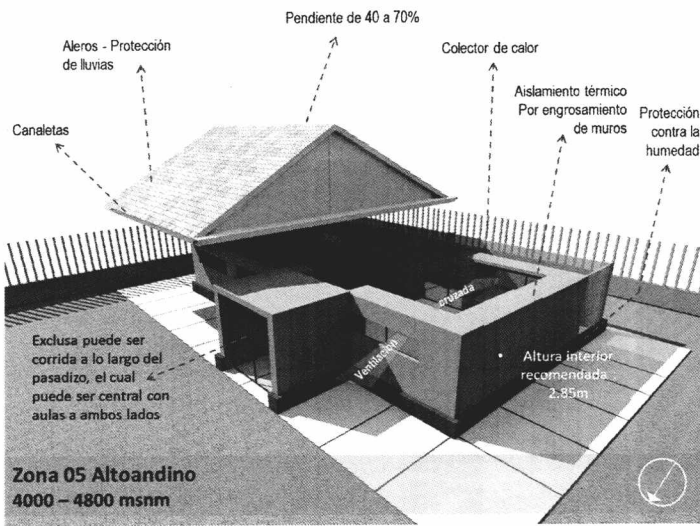 Pendiente de 40 a 70%
Aleros - Protección
de lluvias
Colector de calor
Aislamiento térmico
Por engrosamiento
de muros
Protección
contra la
humedad
Canaletas
cruzada
Ventilación
Exclusa puede ser
corrida a lo largo del
pasadizo, el cual
puede ser central con
aulas a ambos lados
Altura interior
recomendada
2.85m
Zona 05 Altoandino
4000 – 4800 msnm